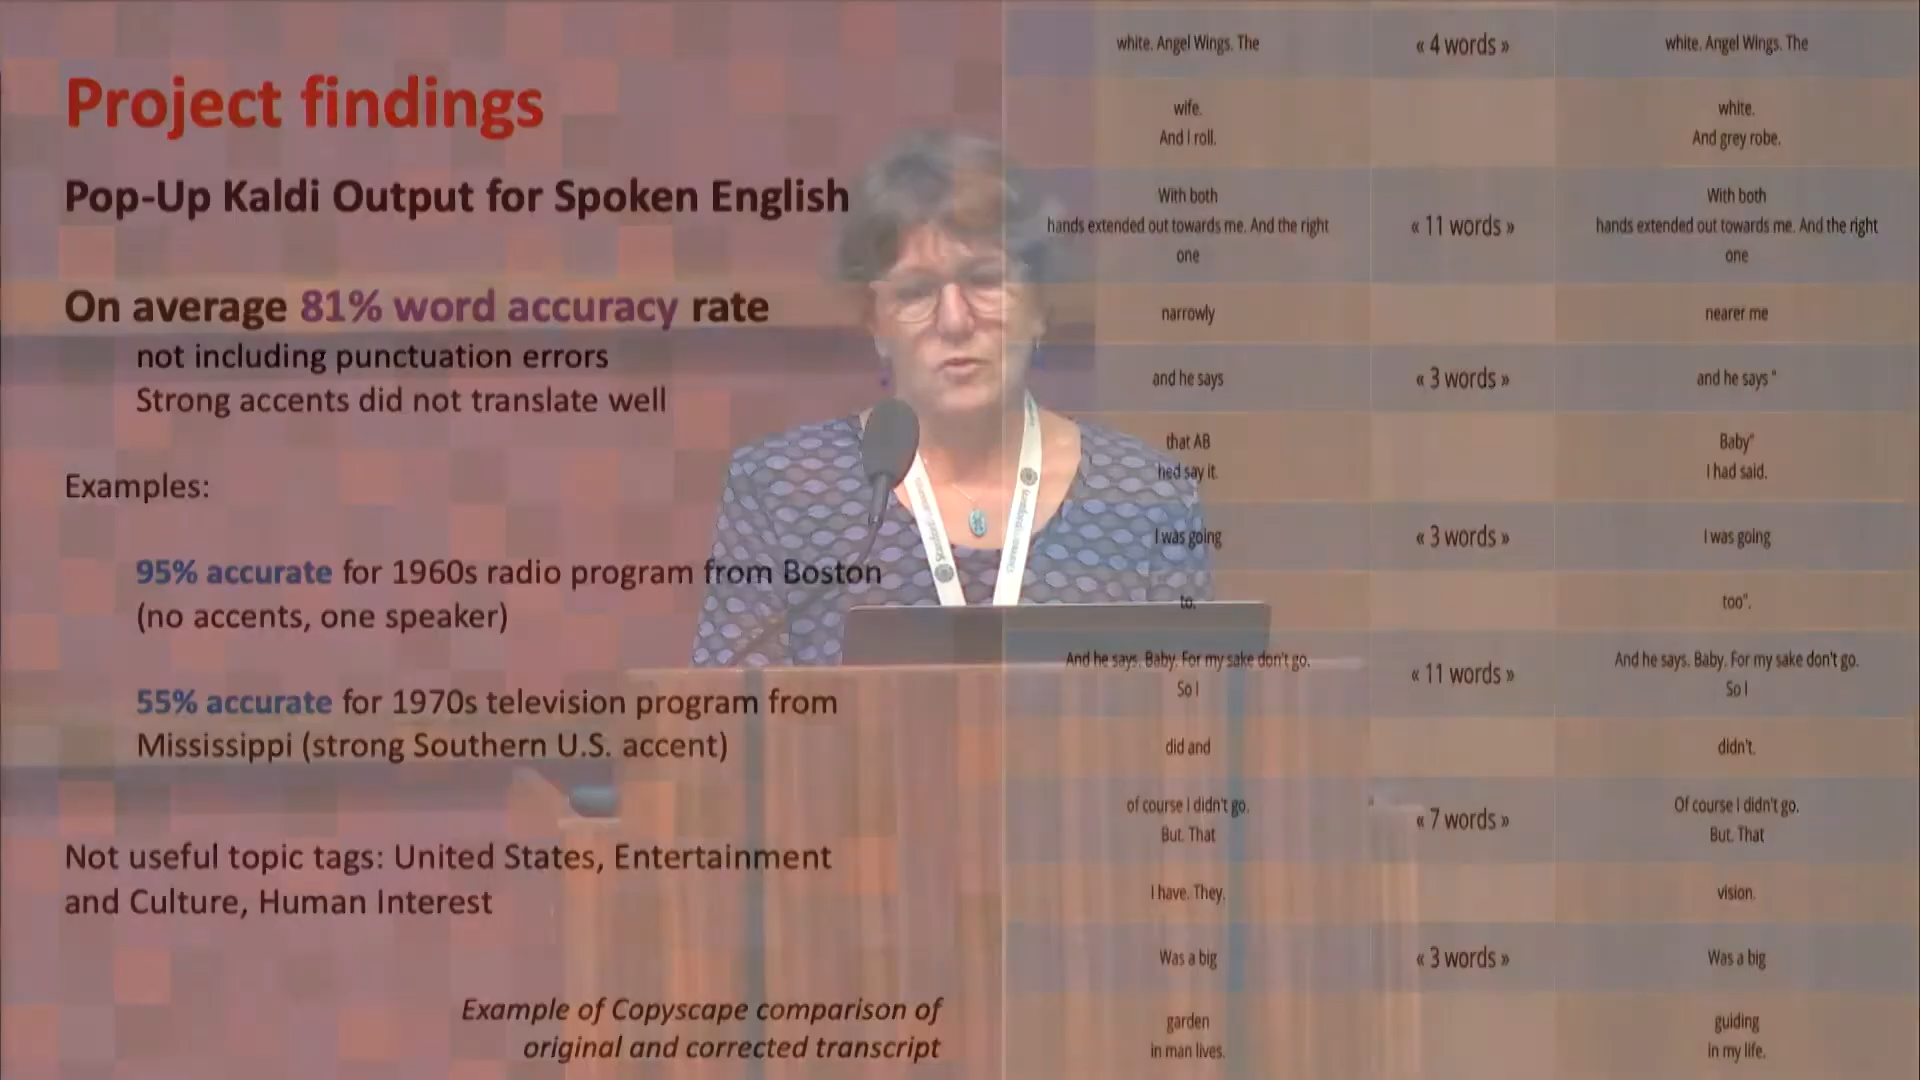 Project findings
Pop-Up Kaldi Output for Spoken English
On average 81% word accuracy rate
not including punctuation errors
Strong accents did not translate well
Examples:
95% accurate for 1960s radio program from Boston
(no accents, one speaker)
55% accurate for 1970s television program from
Mississippi (strong Southern U.S. accent)
Not useful topic tags: United States, Entertainment
and Culture, Human Interest
Example of Copyscape comparison of
original and corrected transcript
white. Angel Wings. The « 4 words » white. Angel Wings. The
wife. white.
And I roll. And grey robe.
With both With both
hands extended out towards me. And the right « 11 words » hands extended out towards me. And the right
one one
narrowly nearer me
and he says « 3 words » and he says "
that AB Baby"
hed say it. I had said.
I was going « 3 words » I was going
to. too".
And he says. Baby. For my sake don't go. « 11 words » And he says. Baby. For my sake don't go.
So I So I
did and didn't.
of course I didn't go. « 7 words » Of course I didn't go.
But. That But. That
I have. They. vision.
Was a big « 3 words » Was a big
garden guiding
in man lives. in my life.